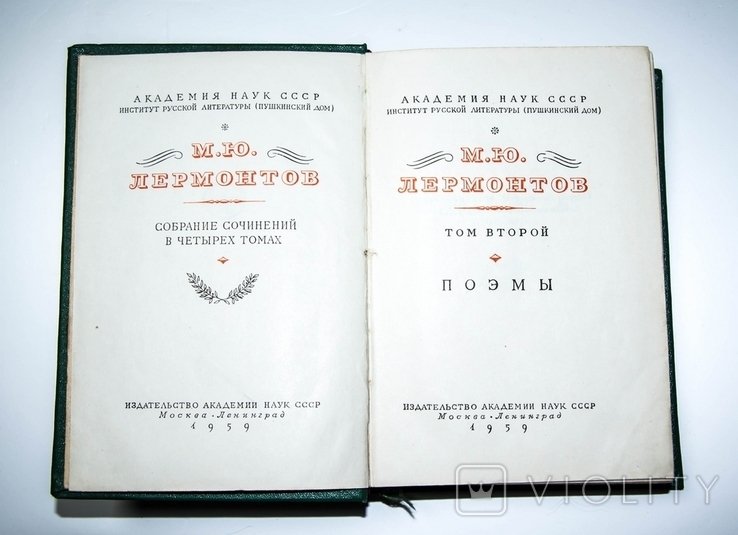 АКАДЕМИЯ НАУК СССР
ИНСТИТУТ РУССКОЙ ЛИТЕРАТУРЫ (ПУШКИНСКИЙ ДОМ)
М.Ю.
ЛЕРМОНТОВ
СОБРАНИЕ СОЧИНЕНИЙ
В ЧЕТЫРЕХ ТОМАХ
ИЗДАТЕЛЬСТВО АКАДЕМИИ НАУК СССР
Москва · Ленинград
1959
АКАДЕМИЯ НАУК СССР
ИНСТИТУТ РУССКОЙ ЛИТЕРАТУРЫ (ПУШКИНСКИЙ ДОМ)
М.Ю.
ЛЕРМОНТОВ
ТОМ ВТОРОЙ
ПОЭМЫ
ИЗДАТЕЛЬСТВО АКАДЕМИИ НАУК СССР
Москва · Ленинград
1959
VIOLITY